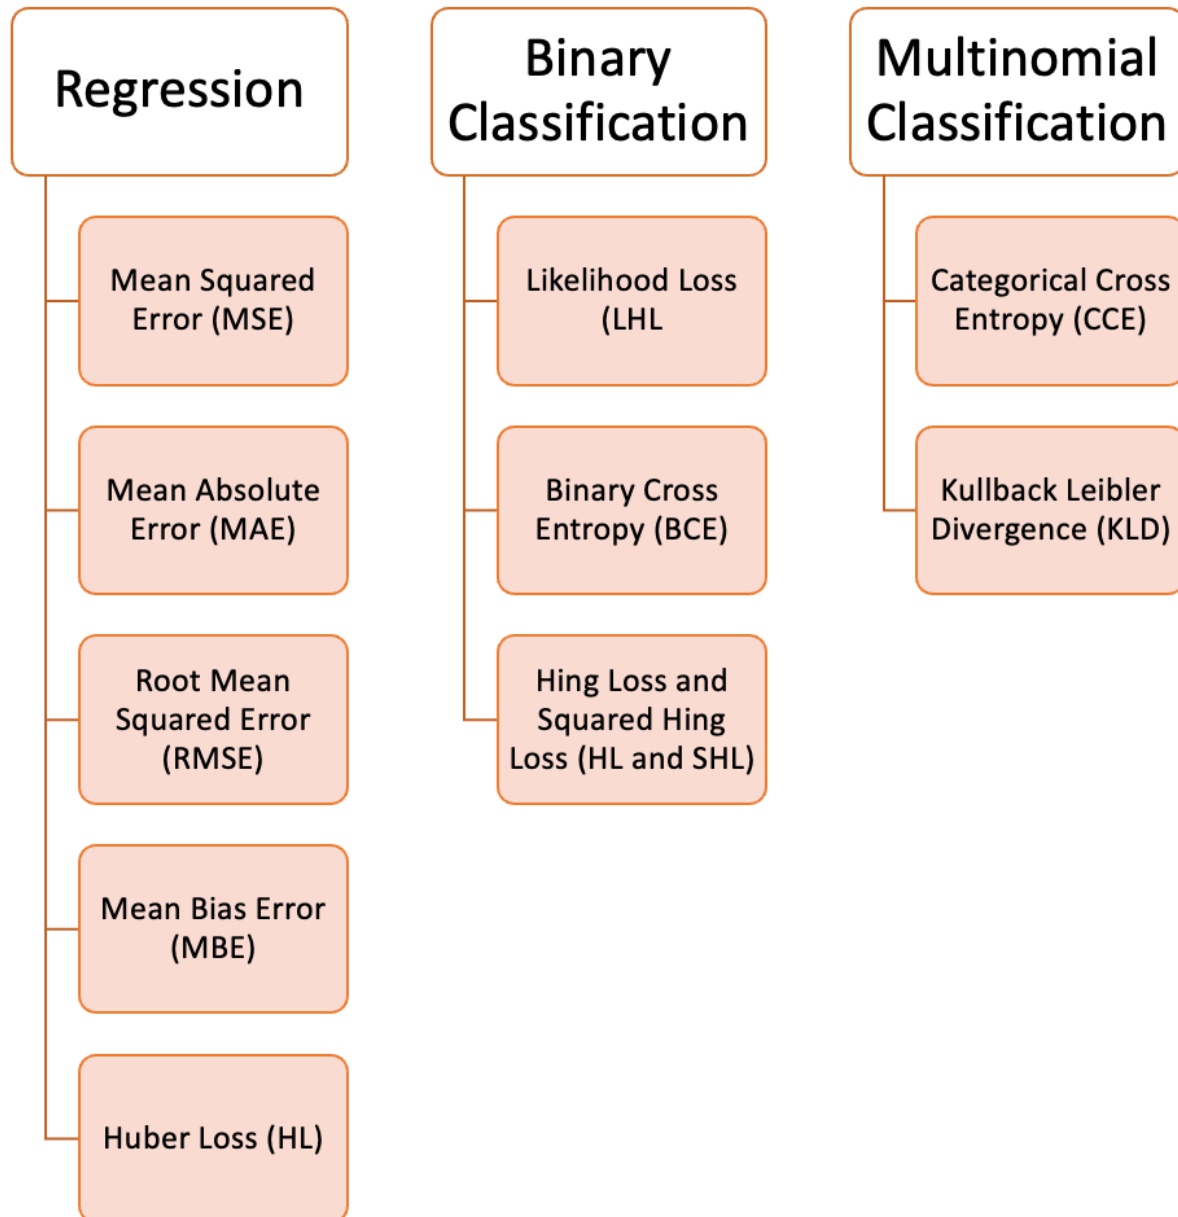 Regression
Mean Squared
Error (MSE)
Mean Absolute
Error (MAE)
Root Mean
Squared Error
(RMSE)
Mean Bias Error
(MBE)
Huber Loss (HL)
Binary
Classification
Likelihood Loss
(LHL
Binary Cross
Entropy (BCE)
Hing Loss and
Squared Hing
Loss (HL and SHL)
Multinomial
Classification
Categorical Cross
Entropy (CCE)
Kullback Leibler
Divergence (KLD)